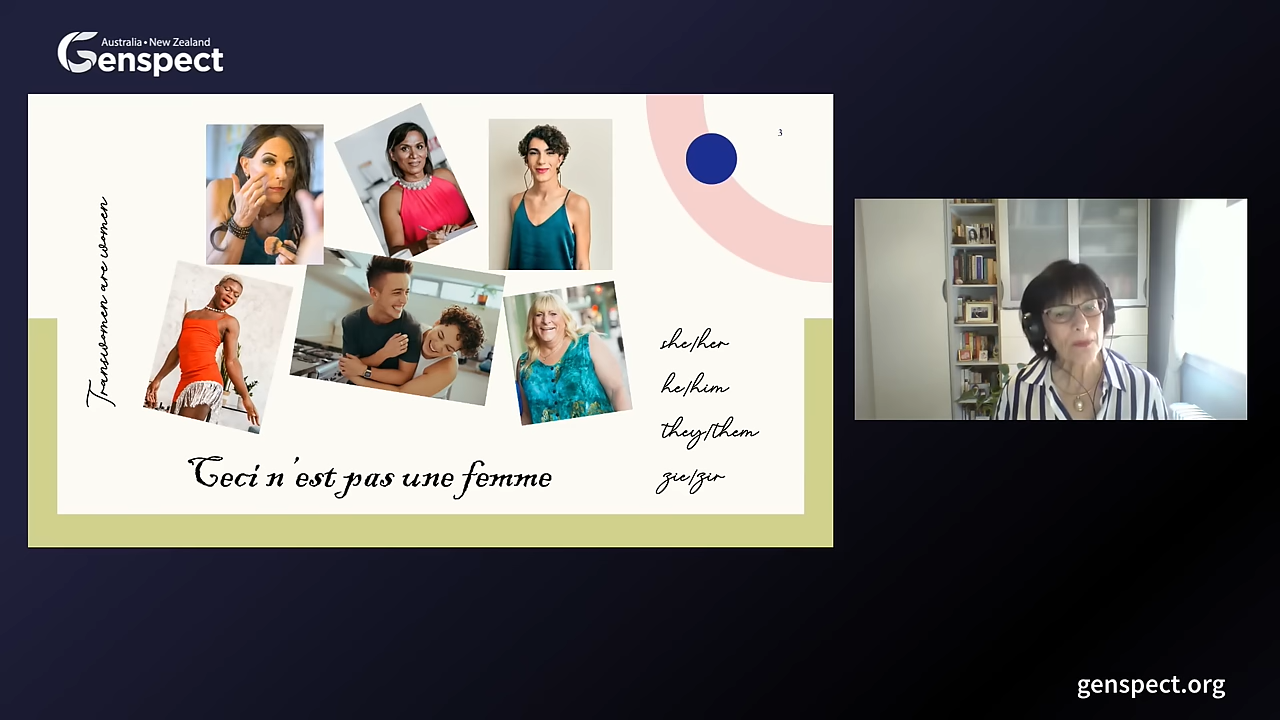 Australia • New Zealand
Genspect
3
Transwomen are women
she/her
he/him
they/them
zie/zir
Ceci n'est pas une femme
genspect.org